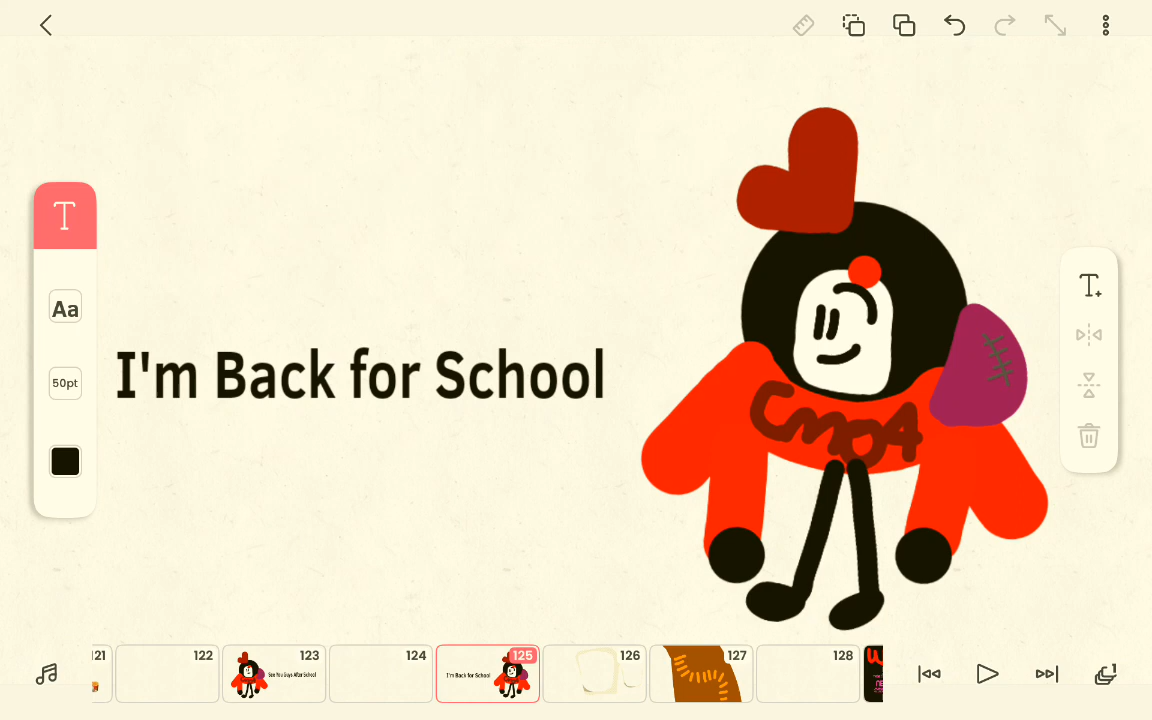 T
Aa
50pt
I'm Back for School
Cmp4
T+
121
122
123
See You Guys After School
124
125
I'm Back for School
126
127
128